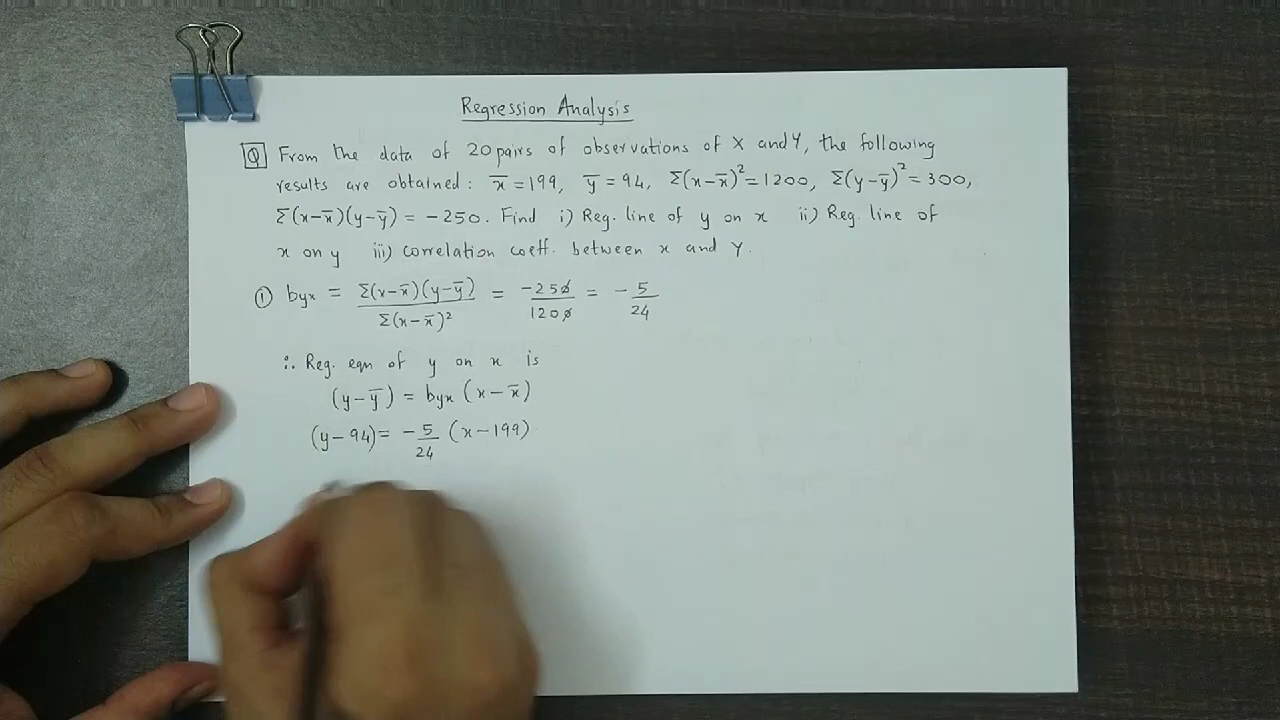 Regression Analysis
Q From the data of 20 pairs of observations of X and Y, the following
results are obtained: x̅ = 199, y̅ = 94, Σ(x-x̅)² = 1200, Σ(y-y̅)² = 300,
Σ(x-x̅)(y-y̅) = -250. Find i) Reg. line of y on x ii) Reg. line of
x on y iii) correlation coeff. between x and Y.
① byx = Σ(x-x̅)(y-y̅) / Σ(x-x̅)² = -250 / 1200 = -5/24
∴ Reg. eqn of y on x is
(y-y̅) = byx (x-x̅)
(y-94) = -5/24 (x-199)